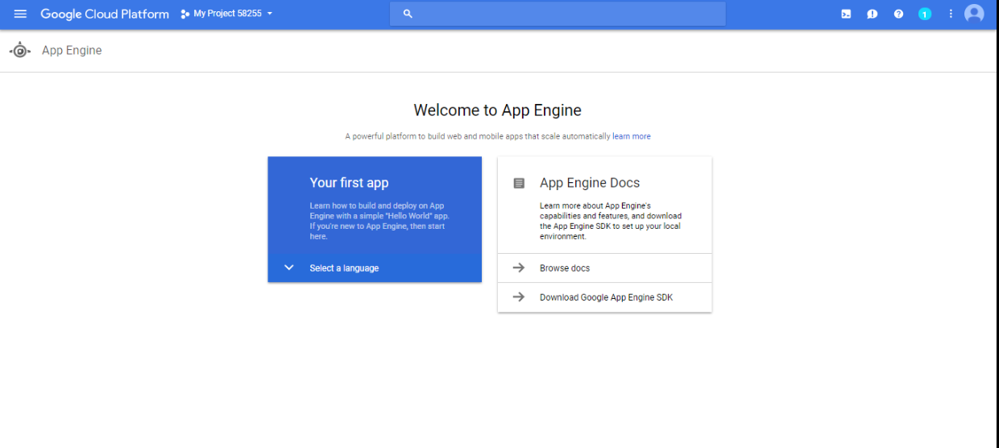 Google Cloud Platform
My Project 58255
1
App Engine
Welcome to App Engine
A powerful platform to build web and mobile apps that scale automatically learn more
Your first app
Learn how to build and deploy on App
Engine with a simple "Hello World" app.
If you're new to App Engine, then start
here.
Select a language
App Engine Docs
Learn more about App Engine's
capabilities and features, and download
the App Engine SDK to set up your local
environment.
Browse docs
Download Google App Engine SDK